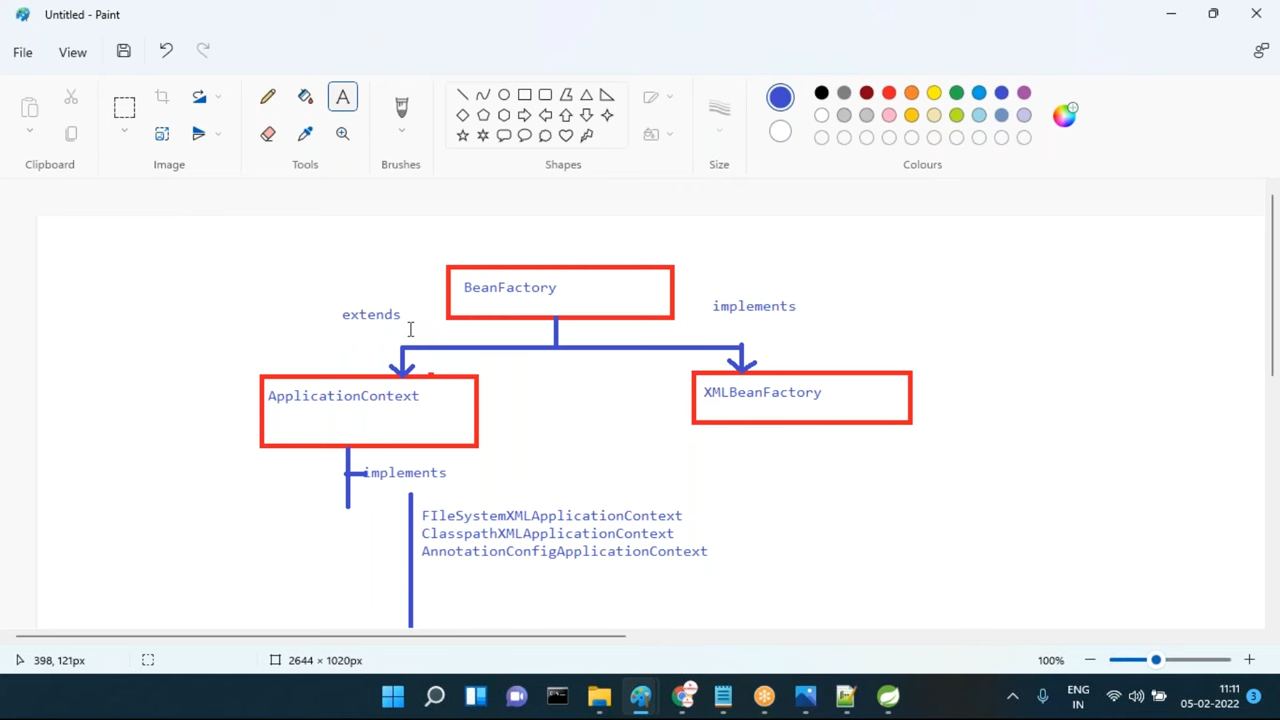 Untitled - Paint
File
View
Clipboard
Image
Tools
Brushes
Shapes
Size
Colours
A
BeanFactory
extends
implements
ApplicationContext
XMLBeanFactory
implements
FIleSystemXMLApplicationContext
ClasspathXMLApplicationContext
AnnotationConfigApplicationContext
398, 121px
2644 × 1020px
100%
ENG
IN
11:11
05-02-2022
3